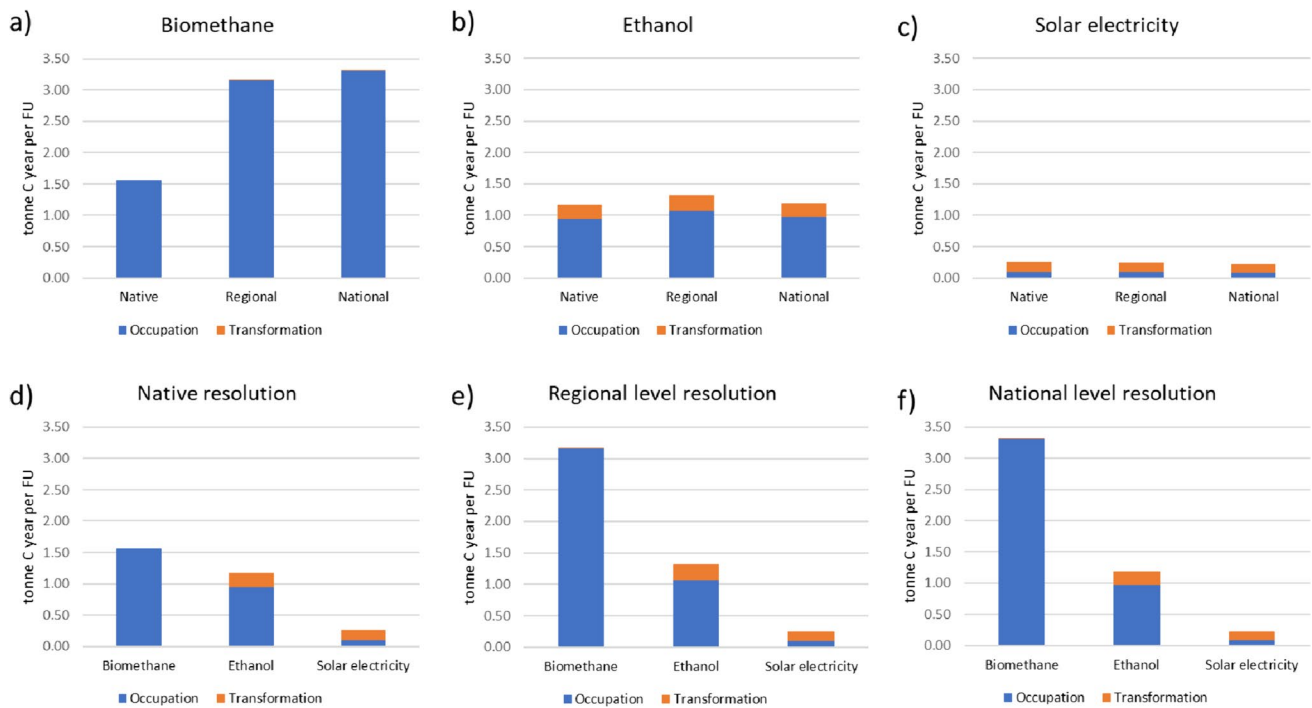 a) Biomethane
tonne C year per FU
3.50
3.00
2.50
2.00
1.50
1.00
0.50
0.00
Native Regional National
Occupation Transformation
b) Ethanol
tonne C year per FU
3.50
3.00
2.50
2.00
1.50
1.00
0.50
0.00
Native Regional National
Occupation Transformation
c) Solar electricity
tonne C year per FU
3.50
3.00
2.50
2.00
1.50
1.00
0.50
0.00
Native Regional National
Occupation Transformation
d) Native resolution
tonne C year per FU
3.50
3.00
2.50
2.00
1.50
1.00
0.50
0.00
Biomethane Ethanol Solar electricity
Occupation Transformation
e) Regional level resolution
tonne C year per FU
3.50
3.00
2.50
2.00
1.50
1.00
0.50
0.00
Biomethane Ethanol Solar electricity
Occupation Transformation
f) National level resolution
tonne C year per FU
3.50
3.00
2.50
2.00
1.50
1.00
0.50
0.00
Biomethane Ethanol Solar electricity
Occupation Transformation